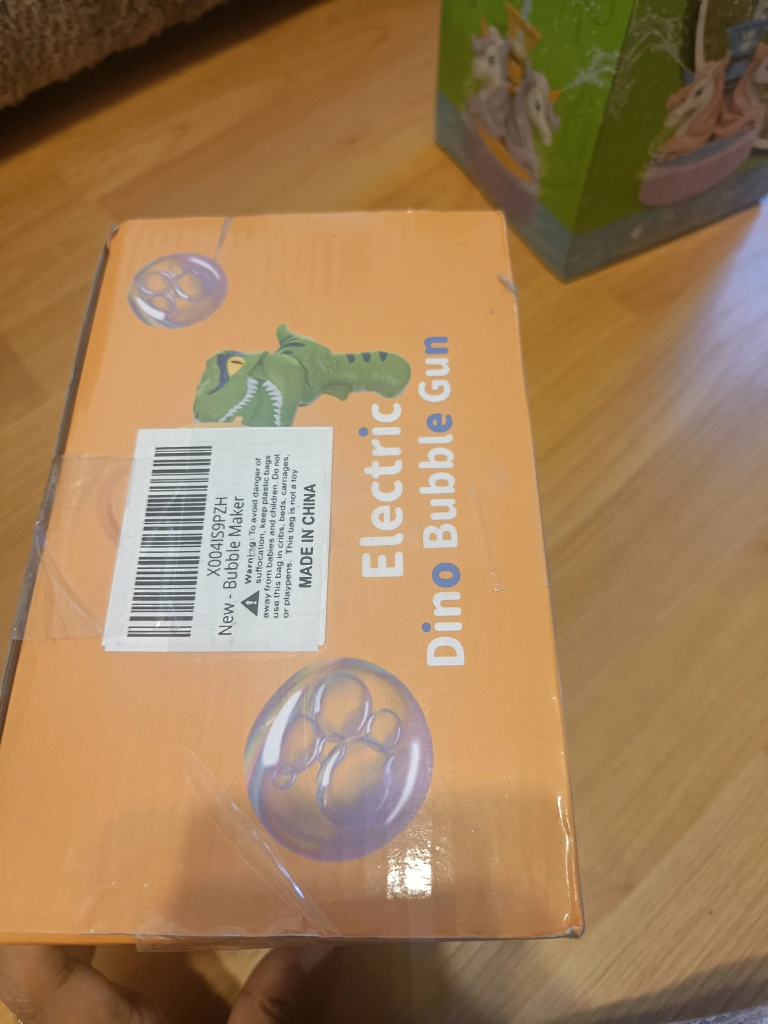 X004IS9PZH
New - Bubble Maker
Warning: To avoid danger of
suffocation, keep plastic bags
away from babies and children. Do not
use this bag in cribs, beds, carriages,
or playpens. This bag is not a toy
MADE IN CHINA
Electric
Dino Bubble Gun